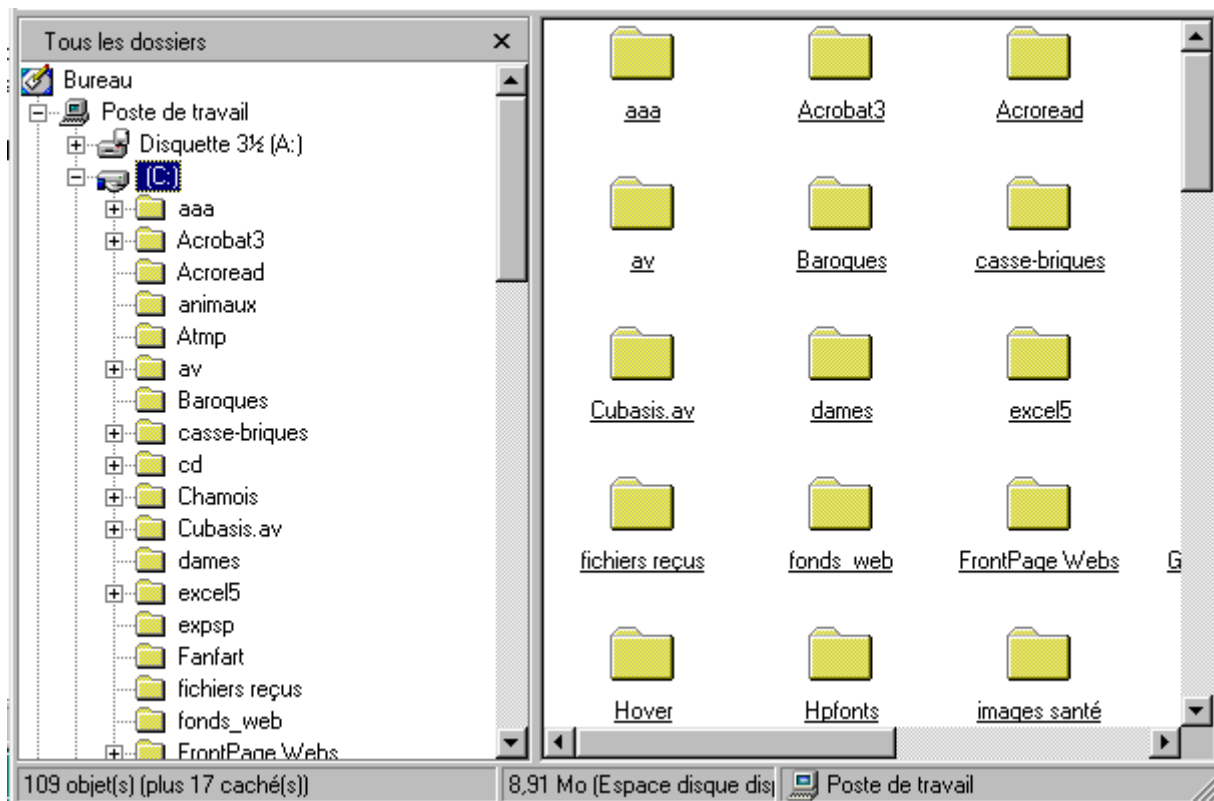 Tous les dossiers
Bureau
Poste de travail
Disquette 3½ (A:)
(C:)
aaa
Acrobat3
Acroread
animaux
Atmp
av
Baroques
casse-briques
cd
Chamois
Cubasis.av
dames
excel5
expsp
Fanfart
fichiers reçus
fonds_web
FrontPage Webs
aaa Acrobat3 Acroread
av Baroques casse-briques
Cubasis.av dames excel5
fichiers reçus fonds_web FrontPage Webs G
Hover Hpfonts images santé
109 objet(s) (plus 17 caché(s)) 8,91 Mo (Espace disque Poste de travail